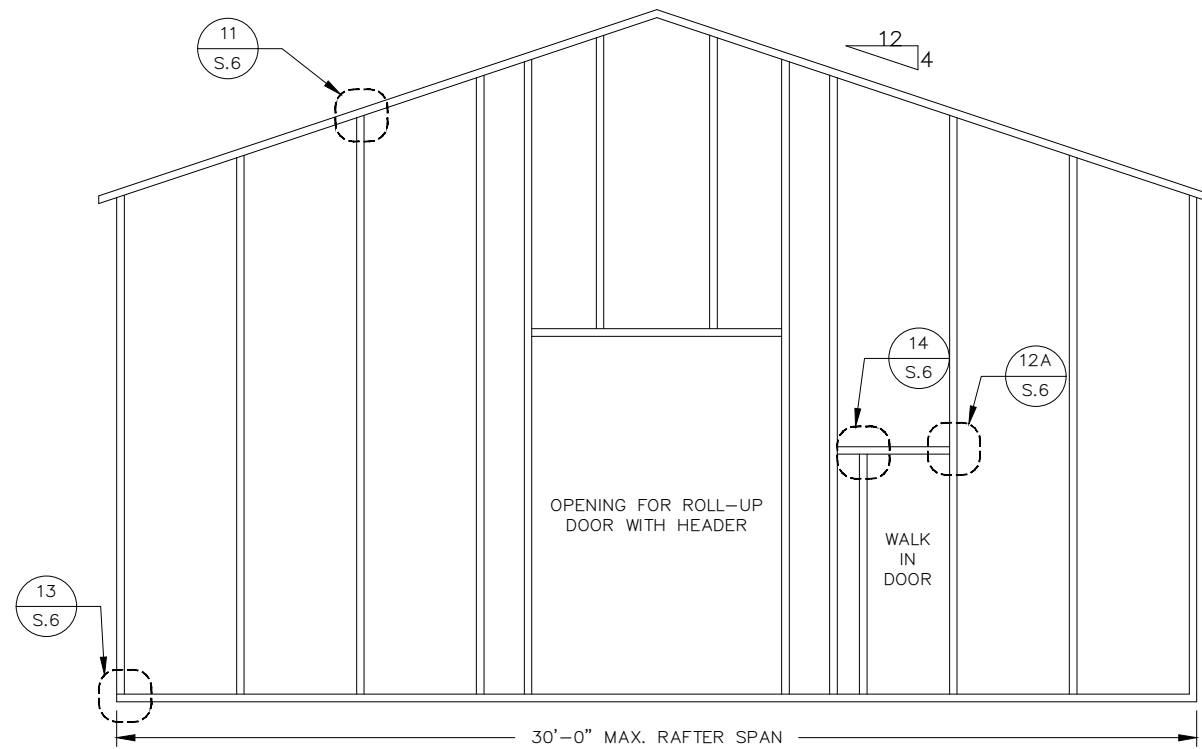 11
S.6
12
4
14
S.6
12A
S.6
OPENING FOR ROLL-UP
DOOR WITH HEADER
WALK
IN
DOOR
13
S.6
30'-0" MAX. RAFTER SPAN